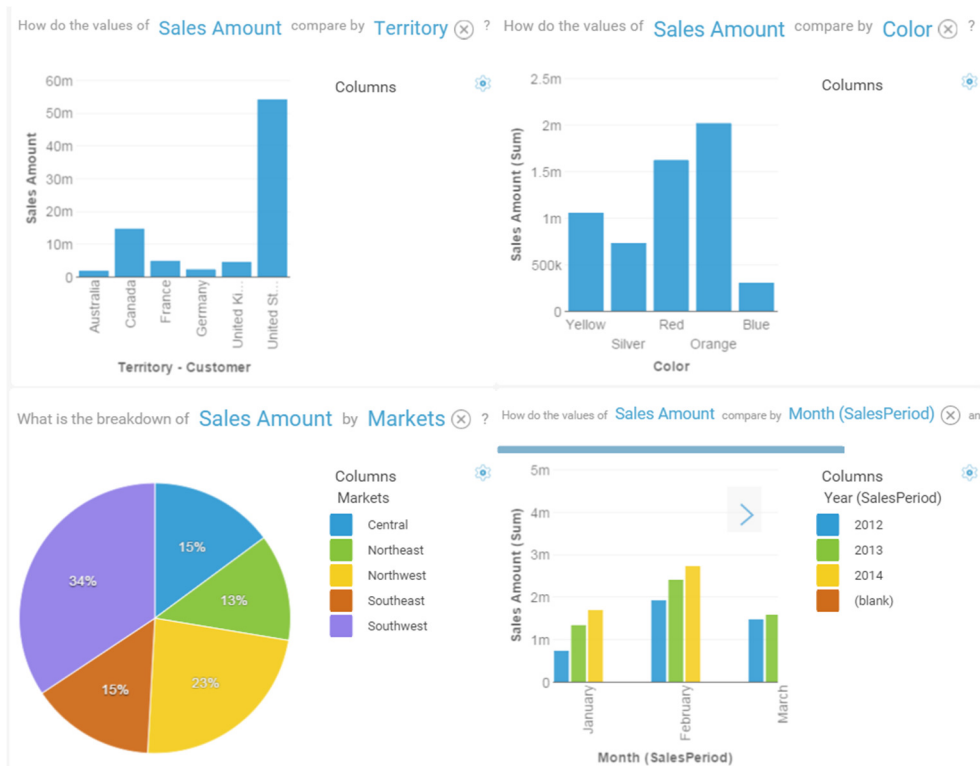 How do the values of Sales Amount compare by Territory ?
Columns
60m
50m
40m
30m
20m
10m
0
Sales Amount
Australia
Canada
France
Germany
United Ki...
United St...
Territory - Customer
How do the values of Sales Amount compare by Color ?
Columns
2.5m
2m
1.5m
1m
500k
0
Sales Amount (Sum)
Yellow
Silver
Red
Orange
Blue
Color
What is the breakdown of Sales Amount by Markets ?
15%
13%
23%
15%
34%
Columns
Markets
Central
Northeast
Northwest
Southeast
Southwest
How do the values of Sales Amount compare by Month (SalesPeriod) an
5m
4m
3m
2m
1m
0
Sales Amount (Sum)
January
February
March
Month (SalesPeriod)
Columns
Year (SalesPeriod)
2012
2013
2014
(blank)